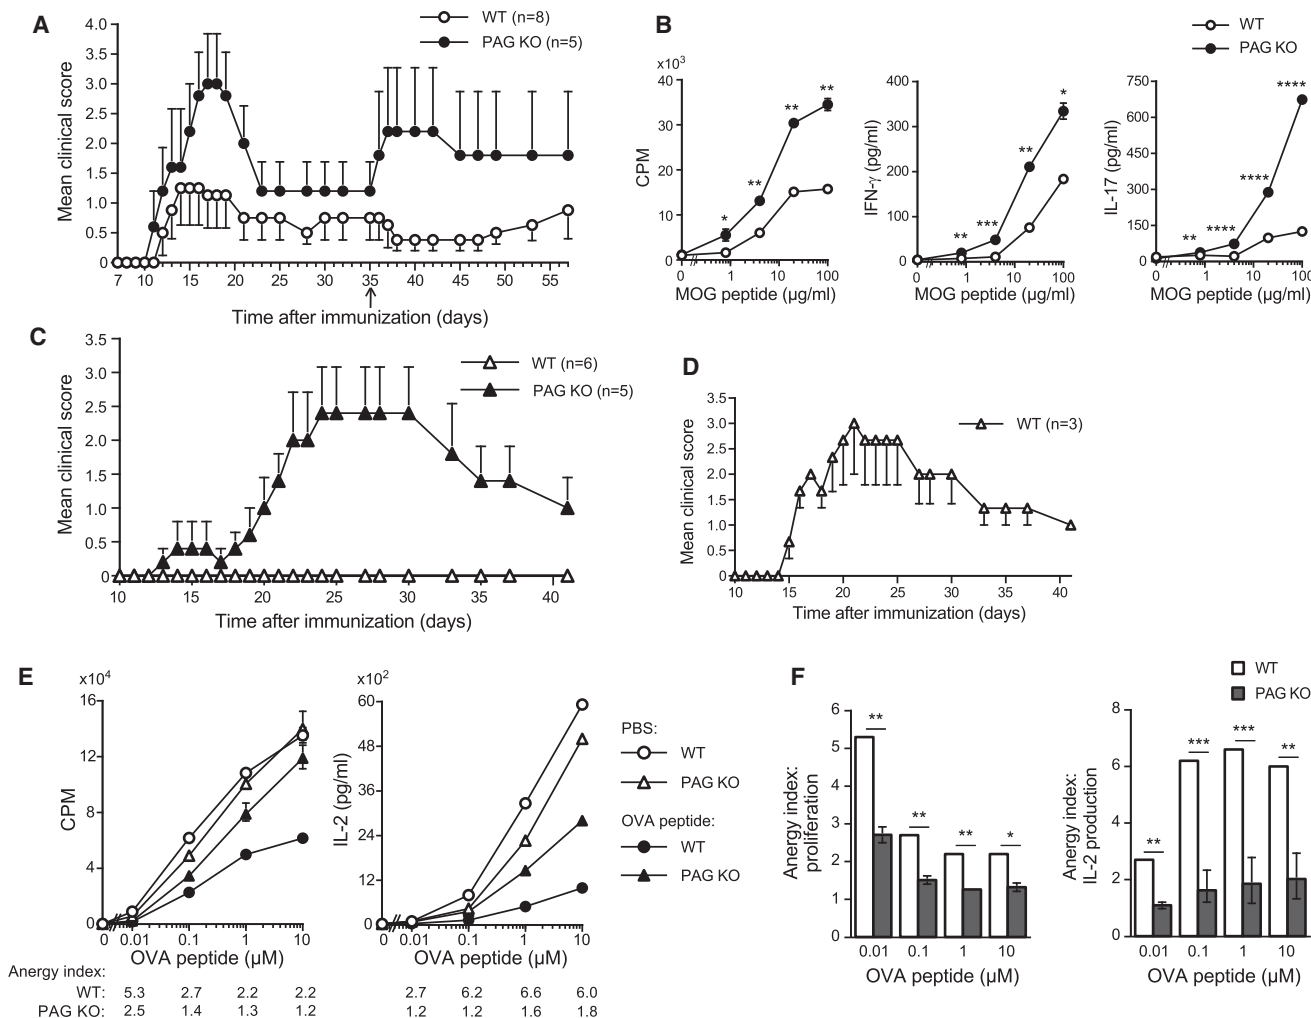 A
WT (n=8)
PAG KO (n=5)
Mean clinical score
4.0
3.5
3.0
2.5
2.0
1.5
1.0
0.5
0
7 10 15 20 25 30 35 40 45 50 55
Time after immunization (days)
B
WT
PAG KO
x10³
CPM
40
30
20
10
0
* ** ** **
0 1 10 100
MOG peptide (µg/ml)
IFN-γ (pg/ml)
400
300
200
100
0
** *** ** *
0 1 10 100
MOG peptide (µg/ml)
IL-17 (pg/ml)
750
600
450
300
150
0
** **** **** ****
0 1 10 100
MOG peptide (µg/ml)
C
WT (n=6)
PAG KO (n=5)
Mean clinical score
3.5
3.0
2.5
2.0
1.5
1.0
0.5
0
10 15 20 25 30 35 40
Time after immunization (days)
D
WT (n=3)
Mean clinical score
3.5
3.0
2.5
2.0
1.5
1.0
0.5
0
10 15 20 25 30 35 40
Time after immunization (days)
E
x10⁴
CPM
16
12
8
4
0
0 0.01 0.1 1 10
OVA peptide (µM)
x10²
IL-2 (pg/ml)
60
48
36
24
12
0
0 0.01 0.1 1 10
OVA peptide (µM)
PBS:
WT
PAG KO
OVA peptide:
WT
PAG KO
Anergy index:
WT: 5.3 2.7 2.2 2.2 2.7 6.2 6.6 6.0
PAG KO: 2.5 1.4 1.3 1.2 1.2 1.2 1.6 1.8
F
WT
PAG KO
Anergy index:
proliferation
6
5
4
3
2
1
0
** ** ** *
0.01 0.1 1 10
OVA peptide (µM)
Anergy index:
IL-2 production
8
6
4
2
0
** *** *** **
0.01 0.1 1 10
OVA peptide (µM)